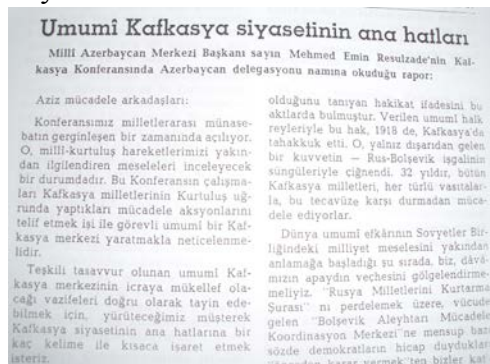 Umumî Kafkasya siyasetinin ana hatları
Millî Azerbaycan Merkezi Başkanı sayın Mehmed Emin Resulzade'nin Kaf-
kasya Konferansında Azerbaycan delegasyonu namına okuduğu rapor:
Aziz mücadele arkadaşları:
Konferansımız milletlerarası münase-
batın gerginleşen bir zamanında açılıyor.
O, millî-kurtuluş hareketlerimizi yakın-
dan ilgilendiren meseleleri inceleyecek
bir durumdadır. Bu Konferansın çalışma-
ları Kafkasya milletlerinin Kurtuluş uğ-
runda yaptıkları mücadele aksyonlarını
telif etmek işi ile görevli umumî bir Kaf-
kasya merkezi yaratmakla neticelenme-
lidir.
Teşkili tasavvur olunan umumî Kaf-
kasya merkezinin icraya mükellef ola-
cağı vazifeleri doğru olarak tayin ede-
bilmek için, yürüteceğimiz müşterek
Kafkasya siyasetinin ana hatlarına bir
kaç kelime ile kısaca işaret etmek
isteriz.
olduğunu tanıyan hakikat ifadesini bu
akitlarda bulmuştur. Verilen umumî halk
reyleriyle bu hak, 1918 de, Kafkasya'da
tahakkuk etti. O, yalnız dışarıdan gelen
bir kuvvetin — Rus-Bolşevik işgalinin
süngüleriyle çiğnendi. 32 yıldır, bütün
Kafkasya milletleri, her türlü vasıtalar-
la, bu tecavüze karşı durmadan müca-
dele ediyorlar.
Dünya umumî efkârının Sovyetler Bir-
liğindeki milliyet meselesini yakından
anlamağa başladığı şu sırada, biz, dâvâ-
mızın apaydın veçhesini gölgelendirme-
meliyiz. "Rusya Milletlerini Kurtarma
Şurası" nı perdelemek üzere, vücude
gelen "Bolşevik Aleyhtarı Mücadele
Koordinasyon Merkezi"ne mensup bazı
sözde demokratların hicap duydukları
karar vermek"ten bizler